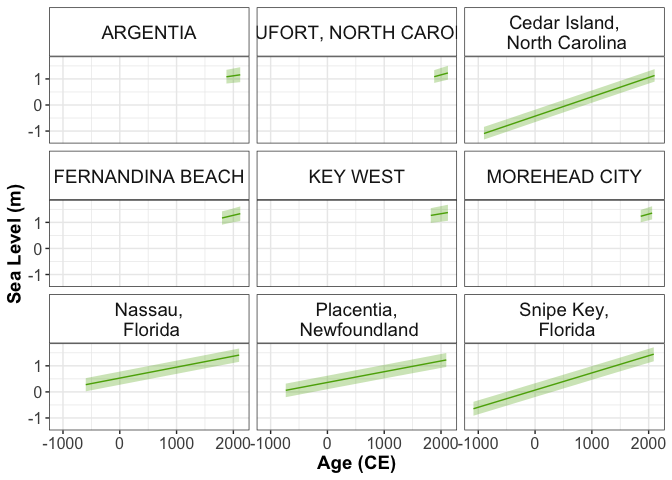 ARGENTIA
UFORT, NORTH CARO
Cedar Island,
North Carolina
1
0
-1
FERNANDINA BEACH
KEY WEST
MOREHEAD CITY
1
0
-1
Nassau,
Florida
Placentia,
Newfoundland
Snipe Key,
Florida
1
0
-1
-1000 0 1000 2000
-1000 0 1000 2000
-1000 0 1000 2000
Age (CE)
Sea Level (m)